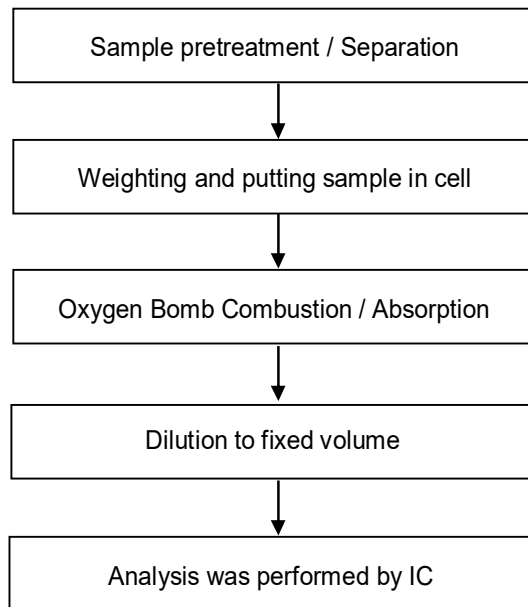 Sample pretreatment / Separation
Weighting and putting sample in cell
Oxygen Bomb Combustion / Absorption
Dilution to fixed volume
Analysis was performed by IC